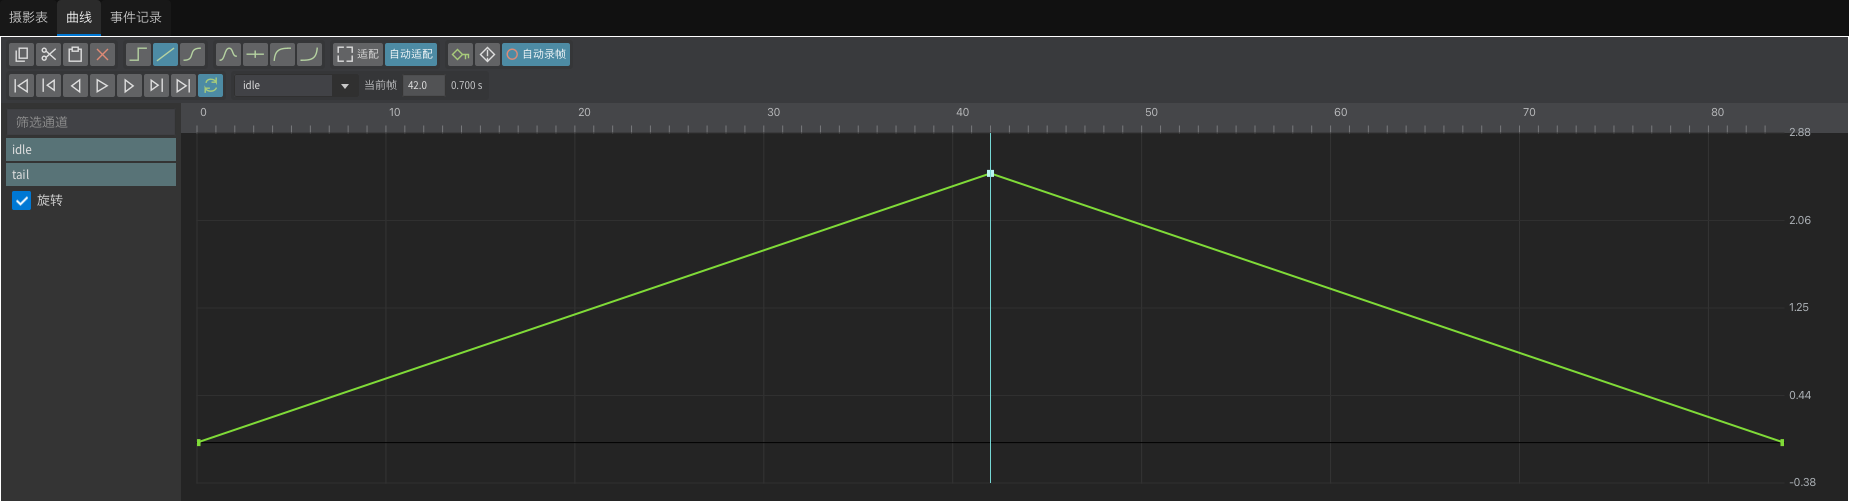 摄影表 曲线 事件记录
适配 自动适配 自动录帧
idle 当前帧 42.0 0.700 s
筛选通道 0 10 20 30 40 50 60 70 80
2.88
idle
tail
旋转
2.06
1.25
0.44
-0.38